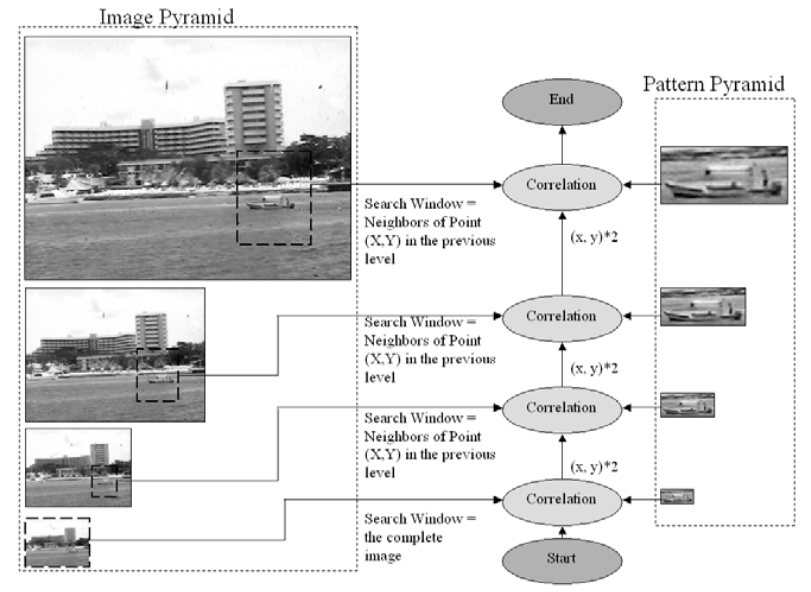 Image Pyramid
Pattern Pyramid
End
Correlation
Search Window =
Neighbors of Point
(X,Y) in the previous
level
(x, y)*2
Correlation
Search Window =
Neighbors of Point
(X,Y) in the previous
level
(x, y)*2
Correlation
Search Window =
Neighbors of Point
(X,Y) in the previous
level
(x, y)*2
Correlation
Search Window =
the complete
image
Start